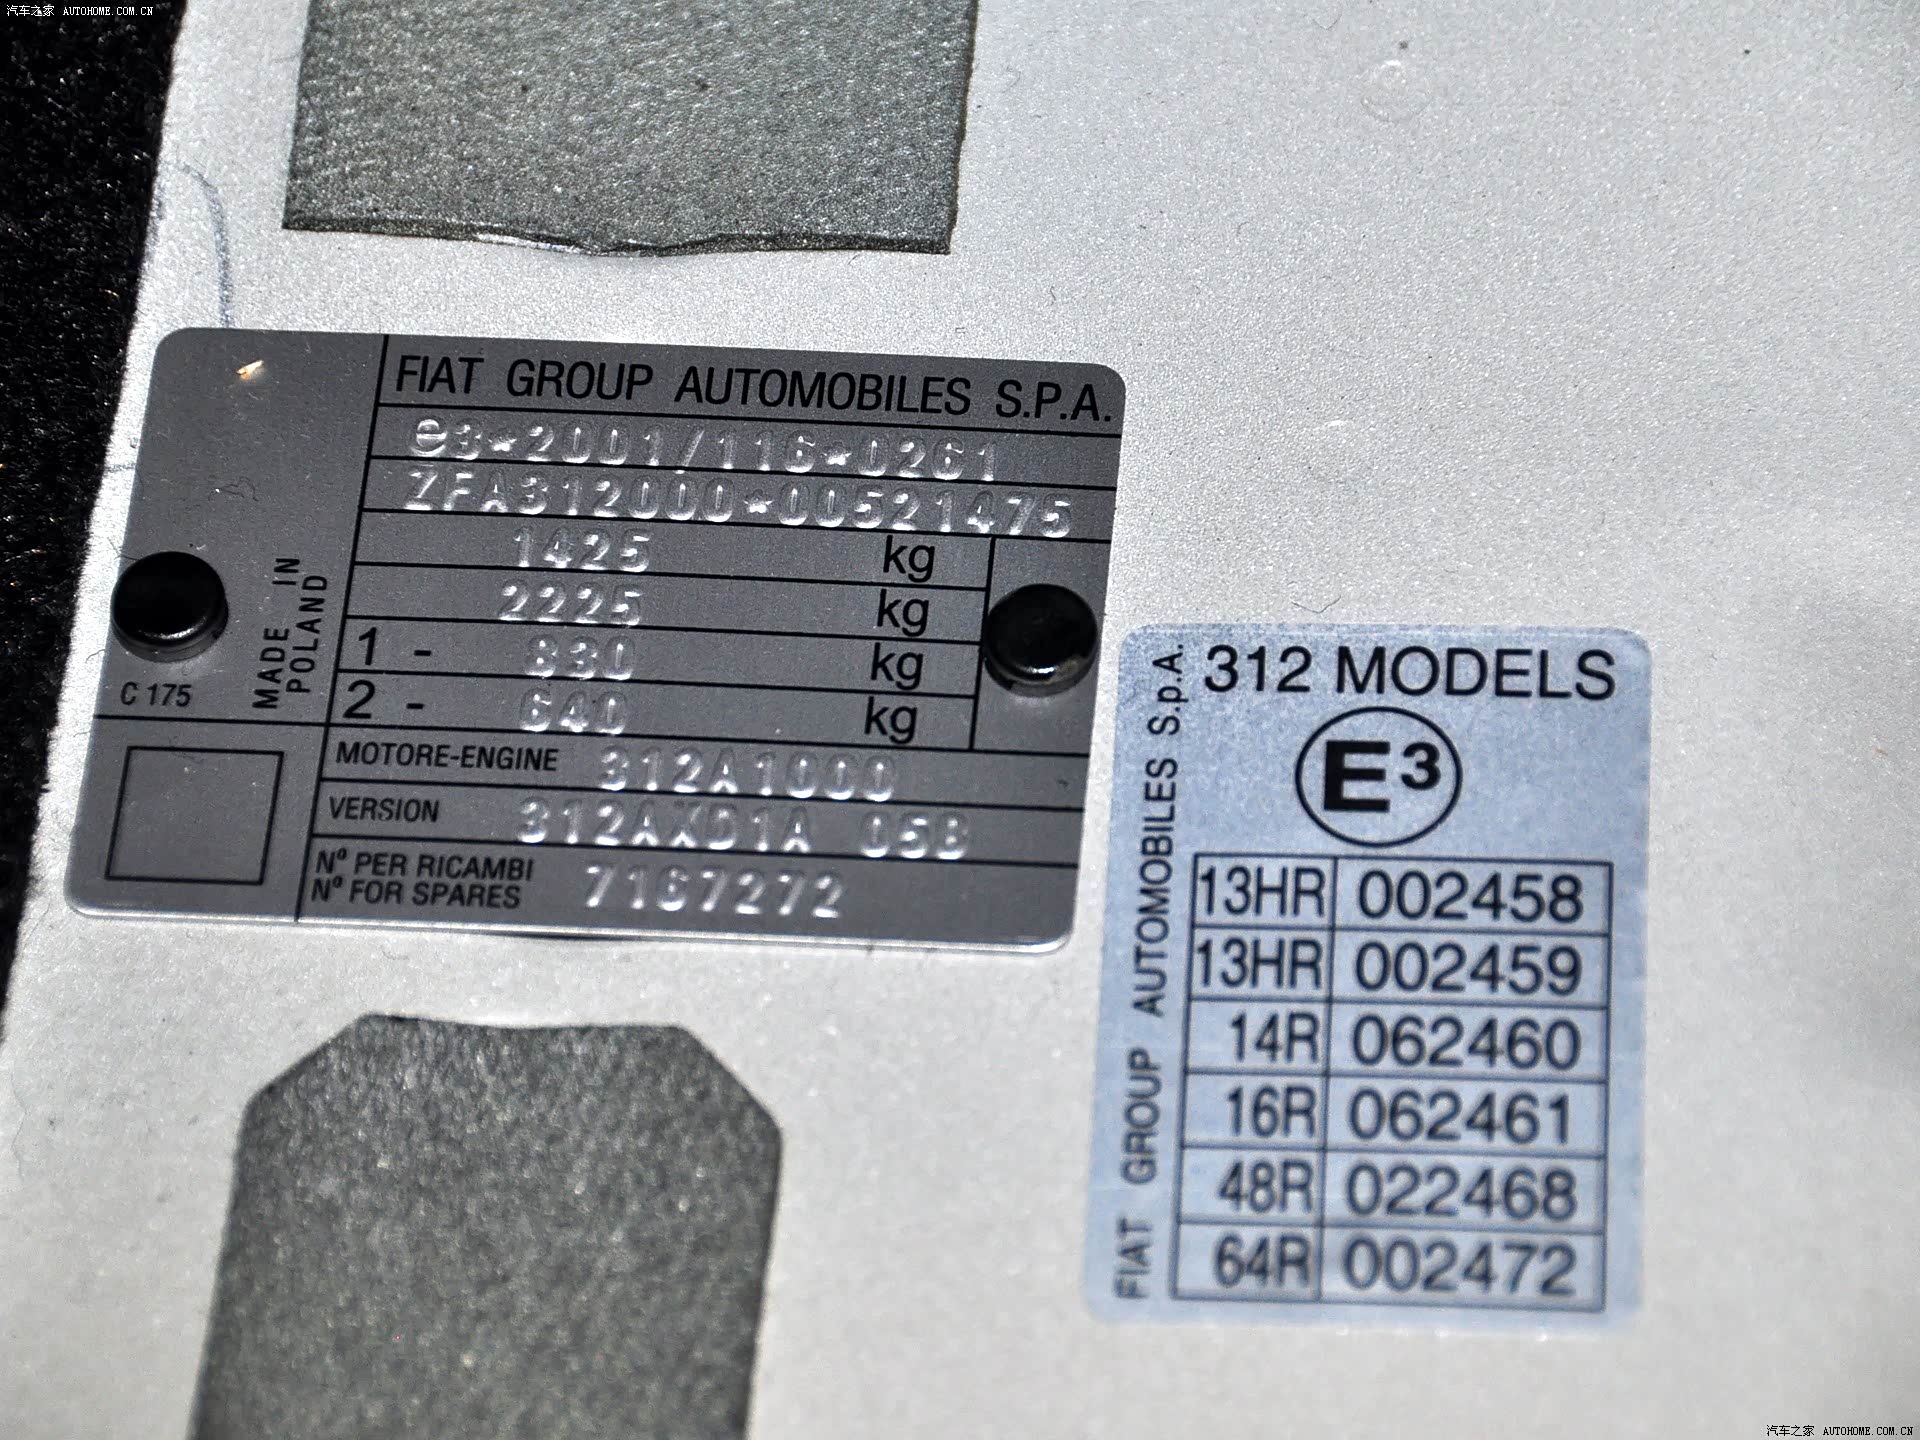 汽车之家 AUTOHOME.COM.CN
FIAT GROUP AUTOMOBILES S.P.A.
e3*2001/116*0261
ZFA312000*00521475
1425 kg
2225 kg
1 - 830 kg
2 - 640 kg
MADE IN
POLAND
C 175
MOTORE-ENGINE 312A1000
VERSION 312AXD1A 05B
Nº PER RICAMBI
Nº FOR SPARES 7167272
FIAT GROUP AUTOMOBILES S.p.A.
312 MODELS
E3
13HR 002458
13HR 002459
14R 062460
16R 062461
48R 022468
64R 002472
汽车之家 AUTOHOME.COM.CN